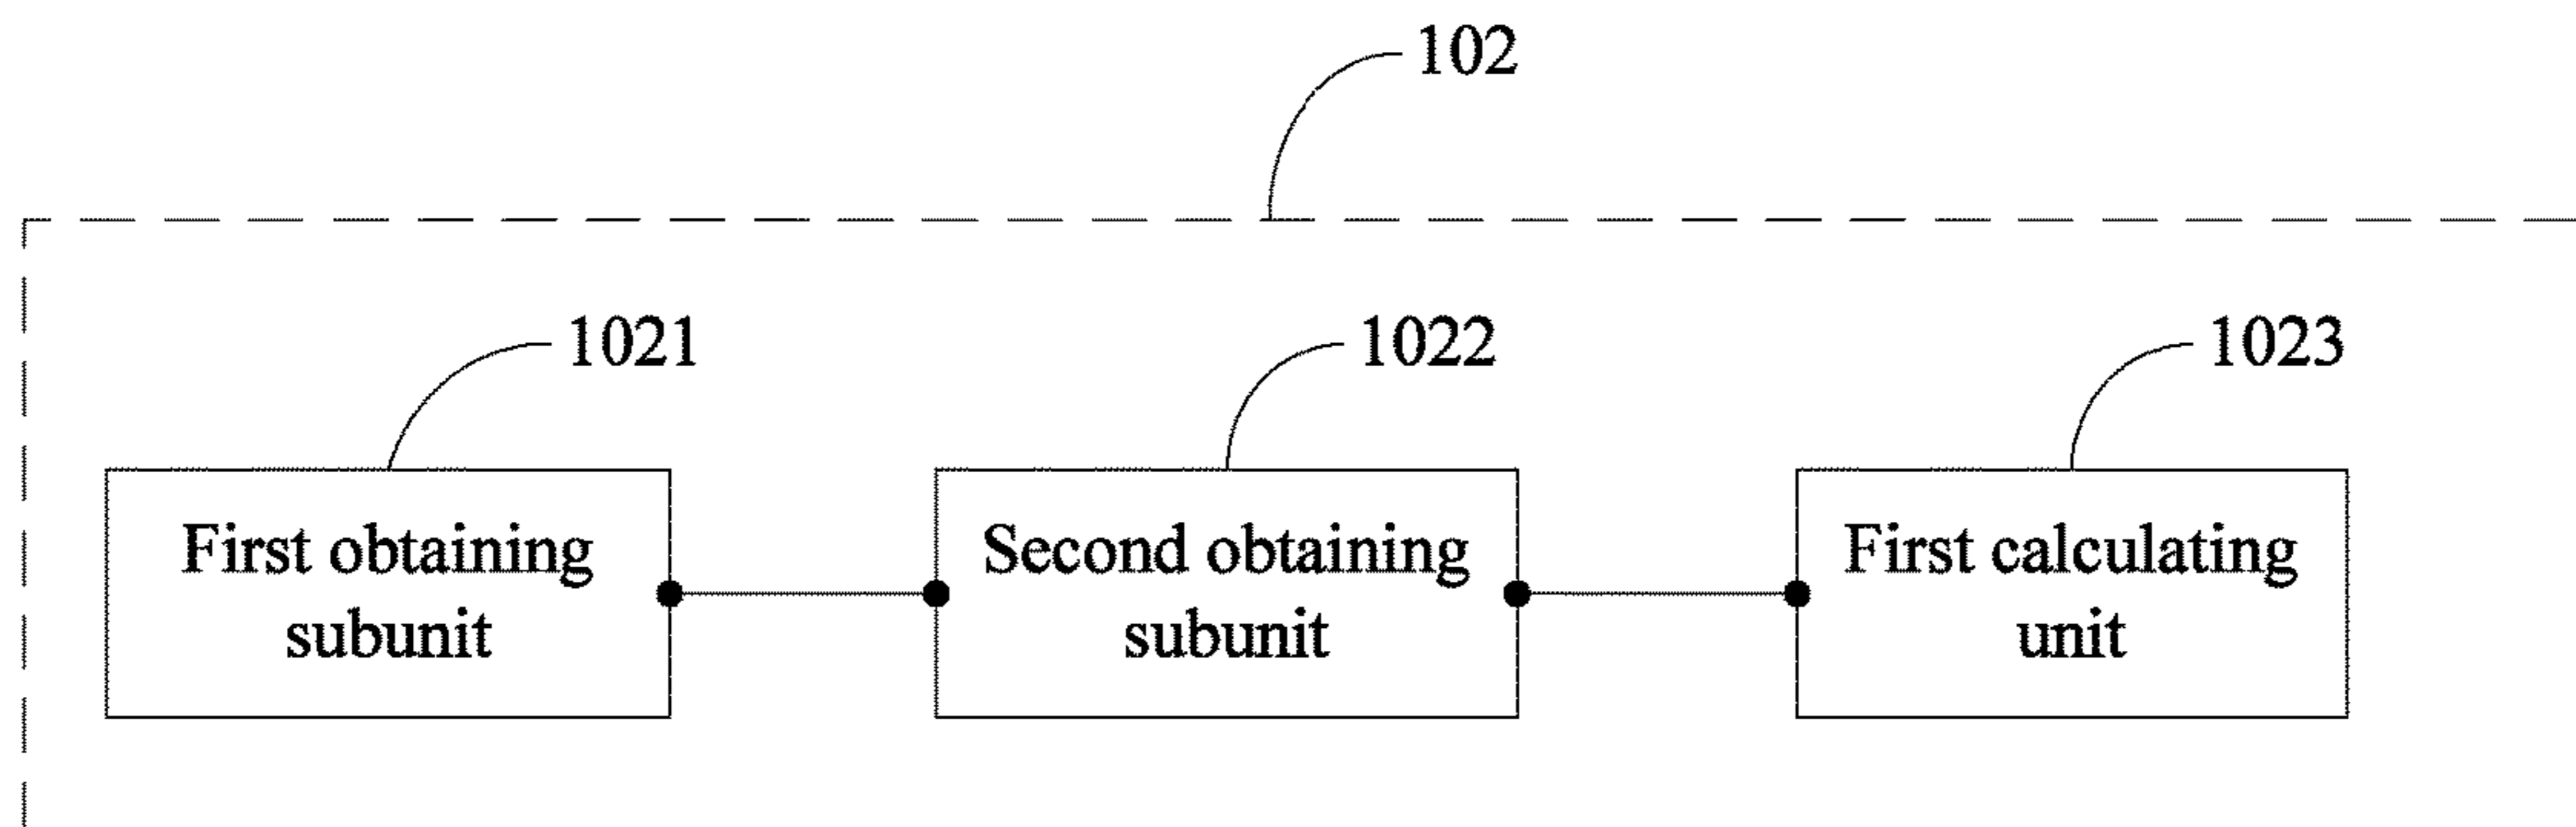 102
1021
1022
1023
First obtaining
subunit
Second obtaining
subunit
First calculating
unit